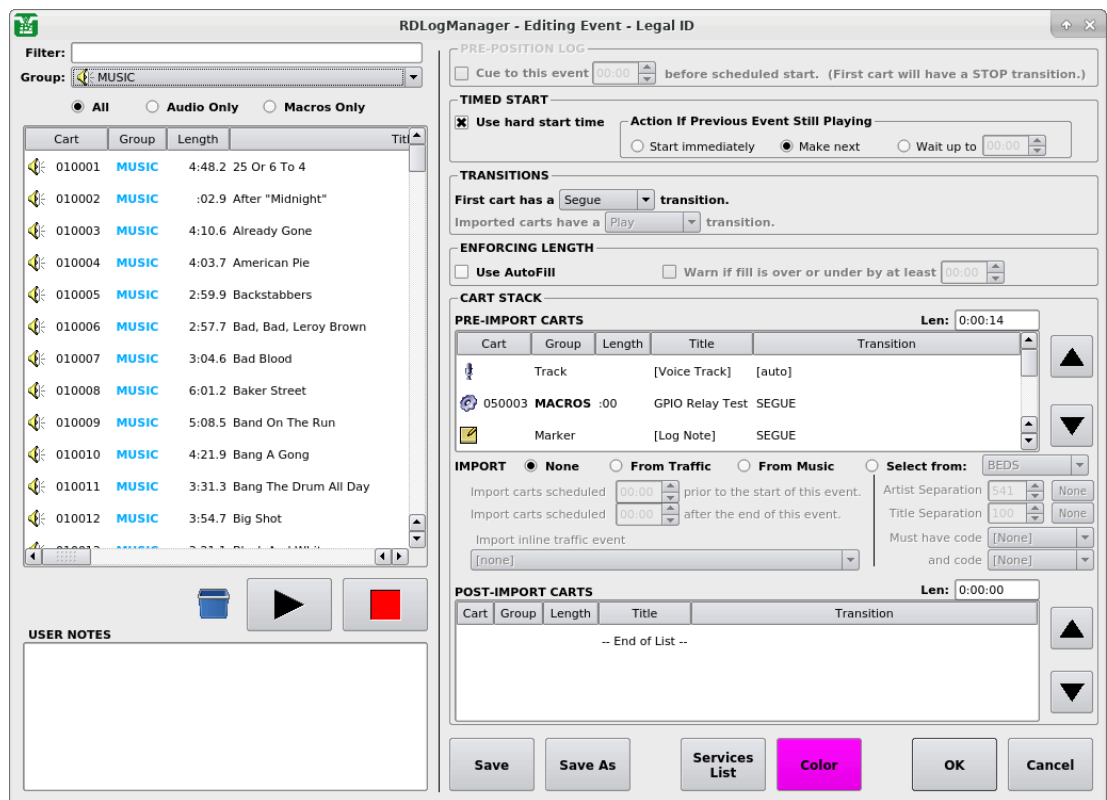 RDLogManager - Editing Event - Legal ID
Filter:
Group: MUSIC
All Audio Only Macros Only
Cart Group Length Titl
010001 MUSIC 4:48.2 25 Or 6 To 4
010002 MUSIC :02.9 After "Midnight"
010003 MUSIC 4:10.6 Already Gone
010004 MUSIC 4:03.7 American Pie
010005 MUSIC 2:59.9 Backstabbers
010006 MUSIC 2:57.7 Bad, Bad, Leroy Brown
010007 MUSIC 3:04.6 Bad Blood
010008 MUSIC 6:01.2 Baker Street
010009 MUSIC 5:08.5 Band On The Run
010010 MUSIC 4:21.9 Bang A Gong
010011 MUSIC 3:31.3 Bang The Drum All Day
010012 MUSIC 3:54.7 Big Shot
USER NOTES
PRE-POSITION LOG
Cue to this event 00:00 before scheduled start. (First cart will have a STOP transition.)
TIMED START
Use hard start time
Action If Previous Event Still Playing
Start immediately Make next Wait up to 00:00
TRANSITIONS
First cart has a Segue transition.
Imported carts have a Play transition.
ENFORCING LENGTH
Use AutoFill Warn if fill is over or under by at least 00:00
CART STACK
PRE-IMPORT CARTS Len: 0:00:14
Cart Group Length Title Transition
Track [Voice Track] [auto]
050003 MACROS :00 GPIO Relay Test SEGUE
Marker [Log Note] SEGUE
IMPORT None From Traffic From Music Select from: BEDS
Import carts scheduled 00:00 prior to the start of this event.
Import carts scheduled 00:00 after the end of this event.
Import inline traffic event
[none]
Artist Separation 541 None
Title Separation 100 None
Must have code [None]
and code [None]
POST-IMPORT CARTS Len: 0:00:00
Cart Group Length Title Transition
-- End of List --
Save Save As Services List Color OK Cancel